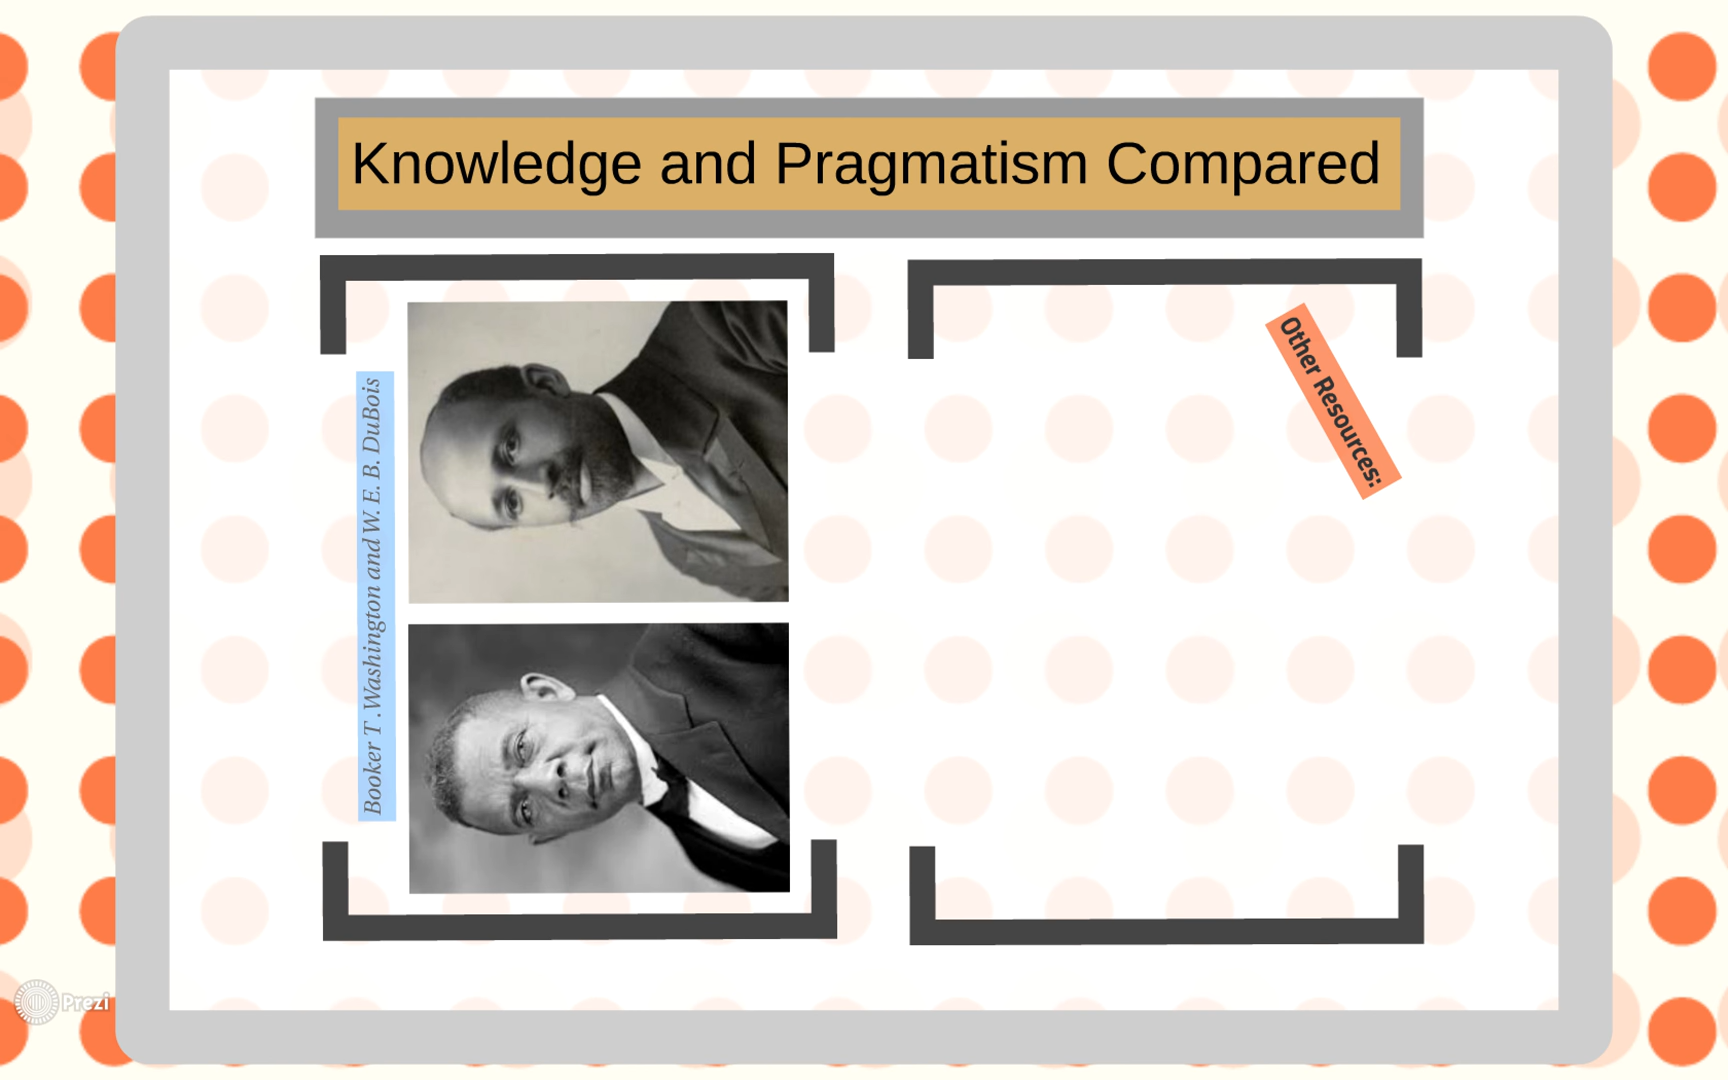 Knowledge and Pragmatism Compared
Booker T .Washington and W. E. B. DuBois
Other Resources:
Prezi